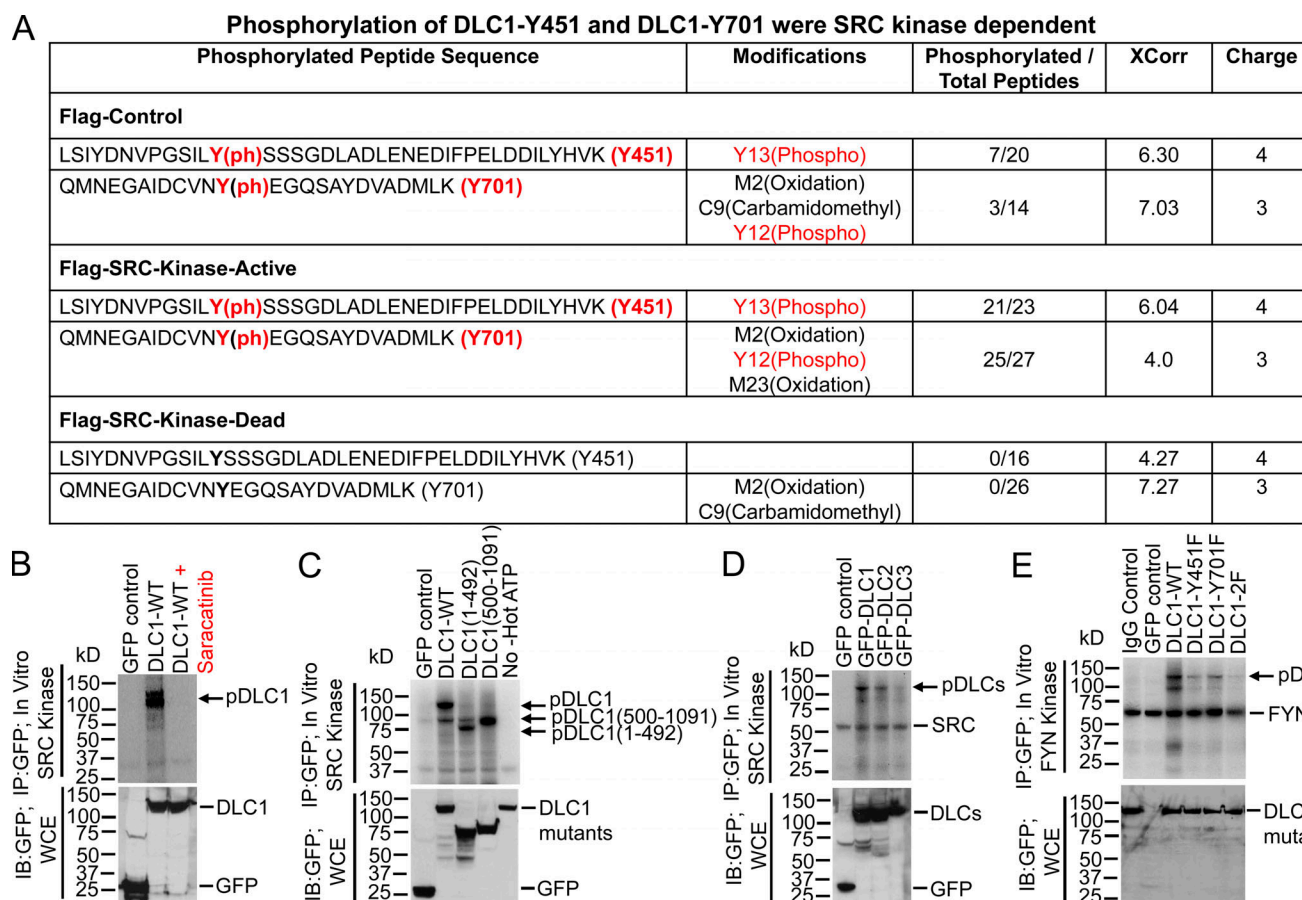 A
Phosphorylation of DLC1-Y451 and DLC1-Y701 were SRC kinase dependent
Phosphorylated Peptide Sequence Modifications Phosphorylated / Total Peptides XCorr Charge
Flag-Control
LSIYDNVPGSILY(ph)SSSGDLADLENEDIFPELDDILYHVK (Y451) Y13(Phospho) 7/20 6.30 4
QMNEGAIDCVNY(ph)EGQSAYDVADMLK (Y701) M2(Oxidation)
C9(Carbamidomethyl) 3/14 7.03 3
Y12(Phospho)
Flag-SRC-Kinase-Active
LSIYDNVPGSILY(ph)SSSGDLADLENEDIFPELDDILYHVK (Y451) Y13(Phospho) 21/23 6.04 4
QMNEGAIDCVNY(ph)EGQSAYDVADMLK (Y701) M2(Oxidation)
Y12(Phospho) 25/27 4.0 3
M23(Oxidation)
Flag-SRC-Kinase-Dead
LSIYDNVPGSILYSSSGDLADLENEDIFPELDDILYHVK (Y451) 0/16 4.27 4
QMNEGAIDCVNYEGQSAYDVADMLK (Y701) M2(Oxidation) 0/26 7.27 3
C9(Carbamidomethyl)
B
GFP control
DLC1-WT
DLC1-WT +
Saracatinib
kD
IP:GFP; In Vitro
SRC Kinase
150
100
75
50
37
25
pDLC1
IB:GFP;
WCE
150
100
75
50
37
25
DLC1
GFP
C
GFP control
DLC1-WT
DLC1(1-492)
DLC1(500-1091)
No -Hot ATP
kD
IP:GFP; In Vitro
SRC Kinase
150
100
75
50
37
pDLC1
pDLC1(500-1091)
pDLC1(1-492)
IB:GFP;
WCE
150
100
75
50
37
25
DLC1
mutants
GFP
D
GFP control
GFP-DLC1
GFP-DLC2
GFP-DLC3
kD
IP:GFP; In Vitro
SRC Kinase
150
100
75
50
37
25
pDLCs
SRC
IB:GFP;
WCE
150
100
75
50
37
DLCs
GFP
E
IgG Control
GFP control
DLC1-WT
DLC1-Y451F
DLC1-Y701F
DLC1-2F
kD
IP:GFP; In Vitro
FYN Kinase
150
100
75
50
37
25
pD
FYN
IB:GFP;
WCE
150
100
75
50
37
25
DLC
muta